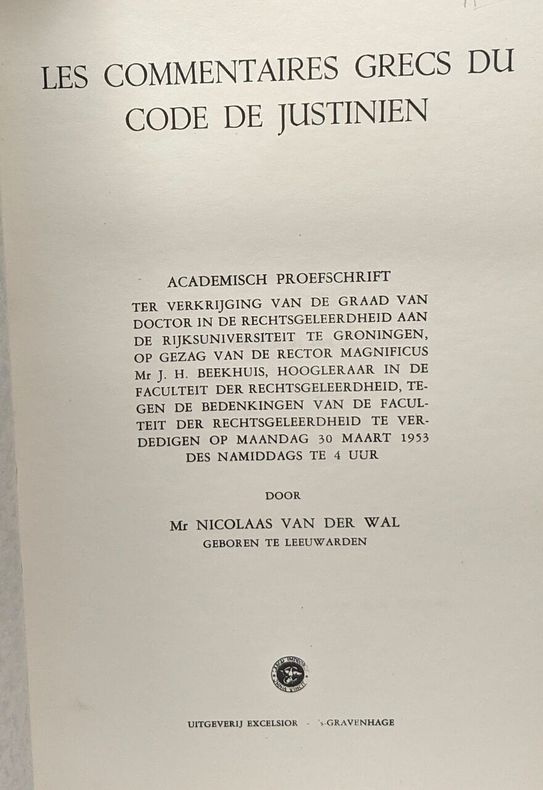 LES COMMENTAIRES GRECS DU
CODE DE JUSTINIEN
ACADEMISCH PROEFSCHRIFT
TER VERKRIJGING VAN DE GRAAD VAN
DOCTOR IN DE RECHTSGELEERDHEID AAN
DE RIJKSUNIVERSITEIT TE GRONINGEN,
OP GEZAG VAN DE RECTOR MAGNIFICUS
Mr J. H. BEEKHUIS, HOOGLERAAR IN DE
FACULTEIT DER RECHTSGELEERDHEID, TE-
GEN DE BEDENKINGEN VAN DE FACUL-
TEIT DER RECHTSGELEERDHEID TE VER-
DEDIGEN OP MAANDAG 30 MAART 1953
DES NAMIDDAGS TE 4 UUR
DOOR
Mr NICOLAAS VAN DER WAL
GEBOREN TE LEEUWARDEN
UITGEVERIJ EXCELSIOR - 's-GRAVENHAGE